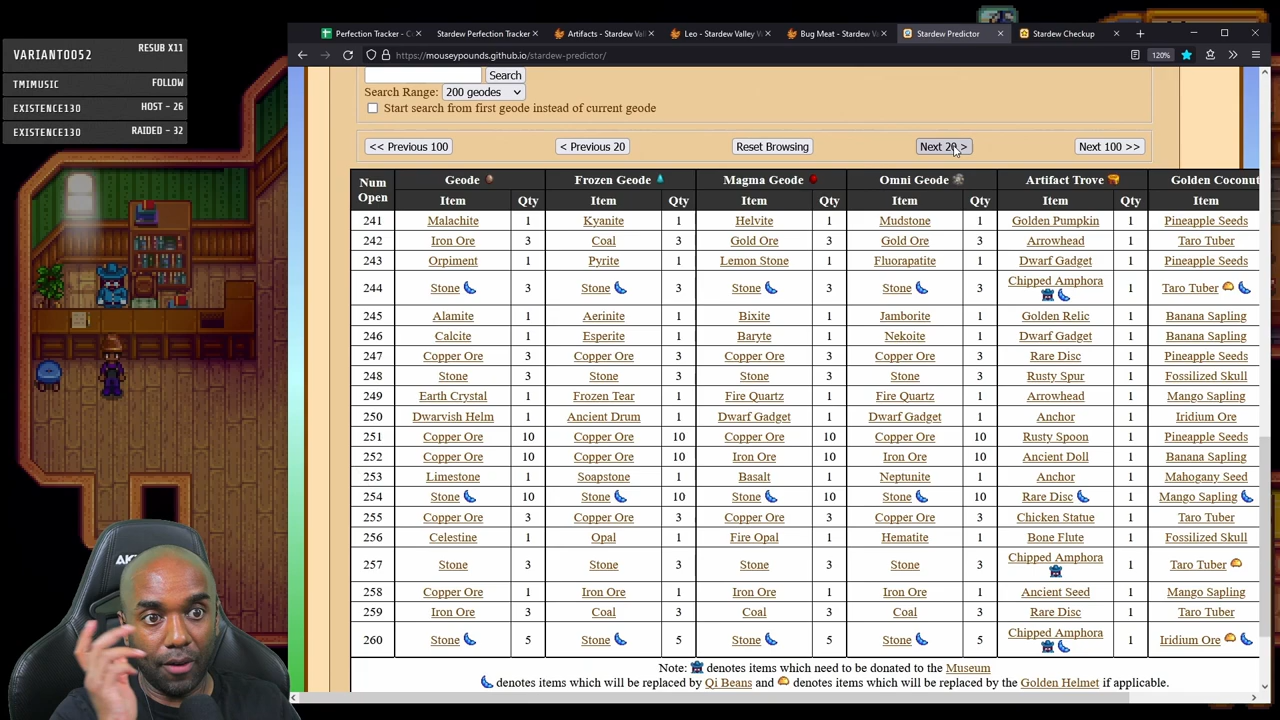 VARIANT0052 RESUB X11
TMIMUSIC FOLLOW
EXISTENCE130 HOST - 26
EXISTENCE130 RAIDED - 32
Perfection Tracker - C
Stardew Perfection Tracker
Artifacts - Stardew Val
Leo - Stardew Valley W
Bug Meat - Stardew Va
Stardew Predictor
Stardew Checkup
https://mouseypounds.github.io/stardew-predictor/
120%
Search
Search Range: 200 geodes
Start search from first geode instead of current geode
<< Previous 100 < Previous 20 Reset Browsing Next 20 > Next 100 >>
Num Open Geode Frozen Geode Magma Geode Omni Geode Artifact Trove Golden Coconut
Item Qty Item Qty Item Qty Item Qty Item Qty Item
241 Malachite 1 Kyanite 1 Helvite 1 Mudstone 1 Golden Pumpkin 1 Pineapple Seeds
242 Iron Ore 3 Coal 3 Gold Ore 3 Gold Ore 3 Arrowhead 1 Taro Tuber
243 Orpiment 1 Pyrite 1 Lemon Stone 1 Fluorapatite 1 Dwarf Gadget 1 Pineapple Seeds
244 Stone 3 Stone 3 Stone 3 Stone 3 Chipped Amphora 1 Taro Tuber
245 Alamite 1 Aerinite 1 Bixite 1 Jamborite 1 Golden Relic 1 Banana Sapling
246 Calcite 1 Esperite 1 Baryte 1 Nekoite 1 Dwarf Gadget 1 Banana Sapling
247 Copper Ore 3 Copper Ore 3 Copper Ore 3 Copper Ore 3 Rare Disc 1 Pineapple Seeds
248 Stone 3 Stone 3 Stone 3 Stone 3 Rusty Spur 1 Fossilized Skull
249 Earth Crystal 1 Frozen Tear 1 Fire Quartz 1 Fire Quartz 1 Arrowhead 1 Mango Sapling
250 Dwarvish Helm 1 Ancient Drum 1 Dwarf Gadget 1 Dwarf Gadget 1 Anchor 1 Iridium Ore
251 Copper Ore 10 Copper Ore 10 Copper Ore 10 Copper Ore 10 Rusty Spoon 1 Pineapple Seeds
252 Copper Ore 10 Copper Ore 10 Iron Ore 10 Iron Ore 10 Ancient Doll 1 Banana Sapling
253 Limestone 1 Soapstone 1 Basalt 1 Neptunite 1 Anchor 1 Mahogany Seed
254 Stone 10 Stone 10 Stone 10 Stone 10 Rare Disc 1 Mango Sapling
255 Copper Ore 3 Copper Ore 3 Copper Ore 3 Copper Ore 3 Chicken Statue 1 Taro Tuber
256 Celestine 1 Opal 1 Fire Opal 1 Hematite 1 Bone Flute 1 Fossilized Skull
257 Stone 3 Stone 3 Stone 3 Stone 3 Chipped Amphora 1 Taro Tuber
258 Copper Ore 1 Iron Ore 1 Iron Ore 1 Iron Ore 1 Ancient Seed 1 Mango Sapling
259 Iron Ore 3 Coal 3 Coal 3 Coal 3 Rare Disc 1 Taro Tuber
260 Stone 5 Stone 5 Stone 5 Stone 5 Chipped Amphora 1 Iridium Ore
Note: denotes items which need to be donated to the Museum
denotes items which will be replaced by Qi Beans and denotes items which will be replaced by the Golden Helmet if applicable.